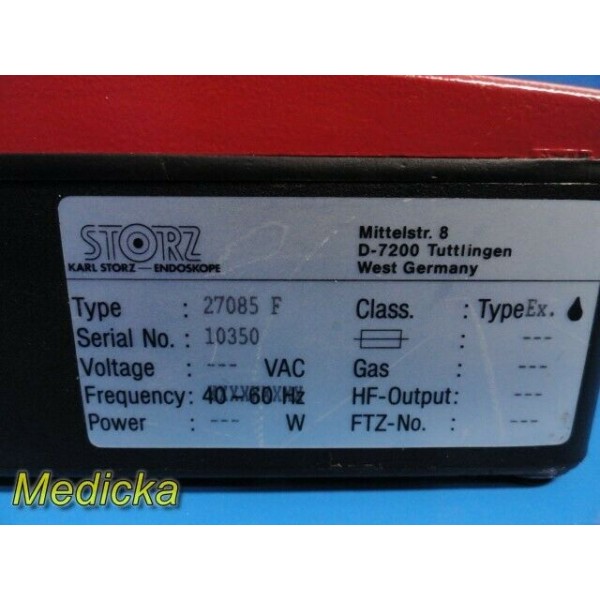 STORZ
KARL STORZ — ENDOSKOPE
Mittelstr. 8
D-7200 Tuttlingen
West Germany
Type : 27085 F
Serial No. : 10350
Voltage : --- VAC
Frequency: 40 – 60 Hz
Power : --- W
Class. : Type Ex.
: ---
Gas : ---
HF-Output: ---
FTZ-No. : ---
Medicka